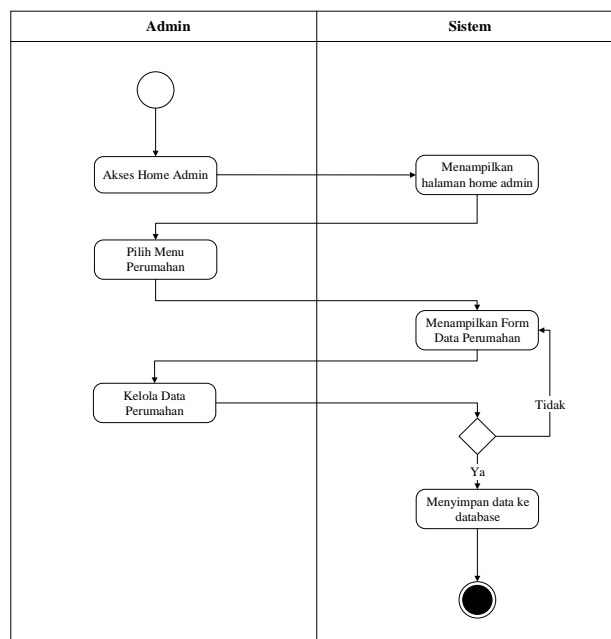 Admin
Sistem
Akses Home Admin
Menampilkan
halaman home admin
Pilih Menu
Perumahan
Menampilkan Form
Data Perumahan
Kelola Data
Perumahan
Tidak
Ya
Menyimpan data ke
database